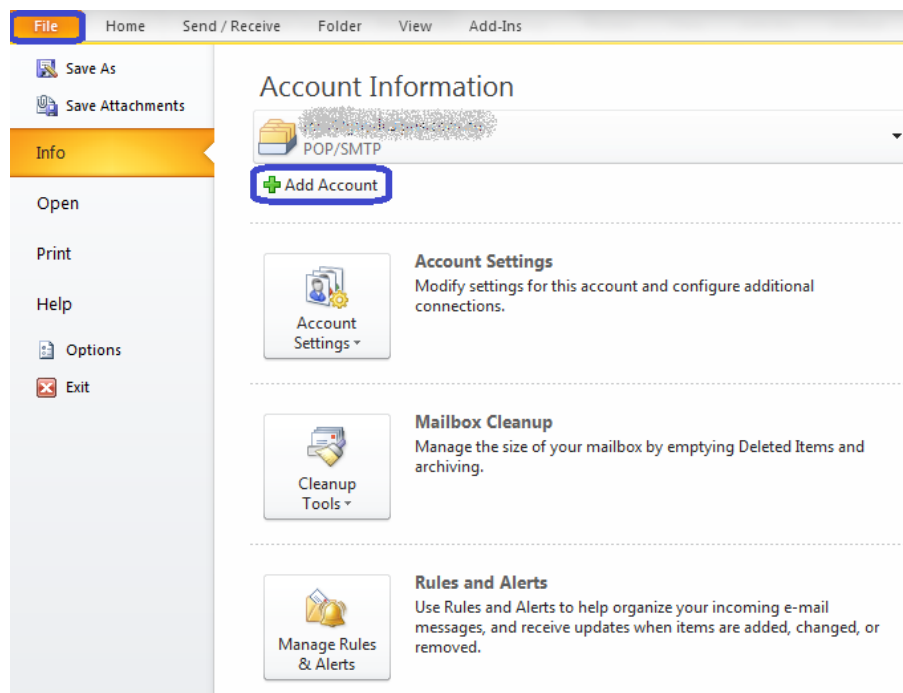 File Home Send / Receive Folder View Add-Ins
Save As
Save Attachments
Info
Open
Print
Help
Options
Exit
Account Information
POP/SMTP
Add Account
Account Settings
Account Settings
Modify settings for this account and configure additional
connections.
Cleanup
Tools
Mailbox Cleanup
Manage the size of your mailbox by emptying Deleted Items and
archiving.
Manage Rules
& Alerts
Rules and Alerts
Use Rules and Alerts to help organize your incoming e-mail
messages, and receive updates when items are added, changed, or
removed.